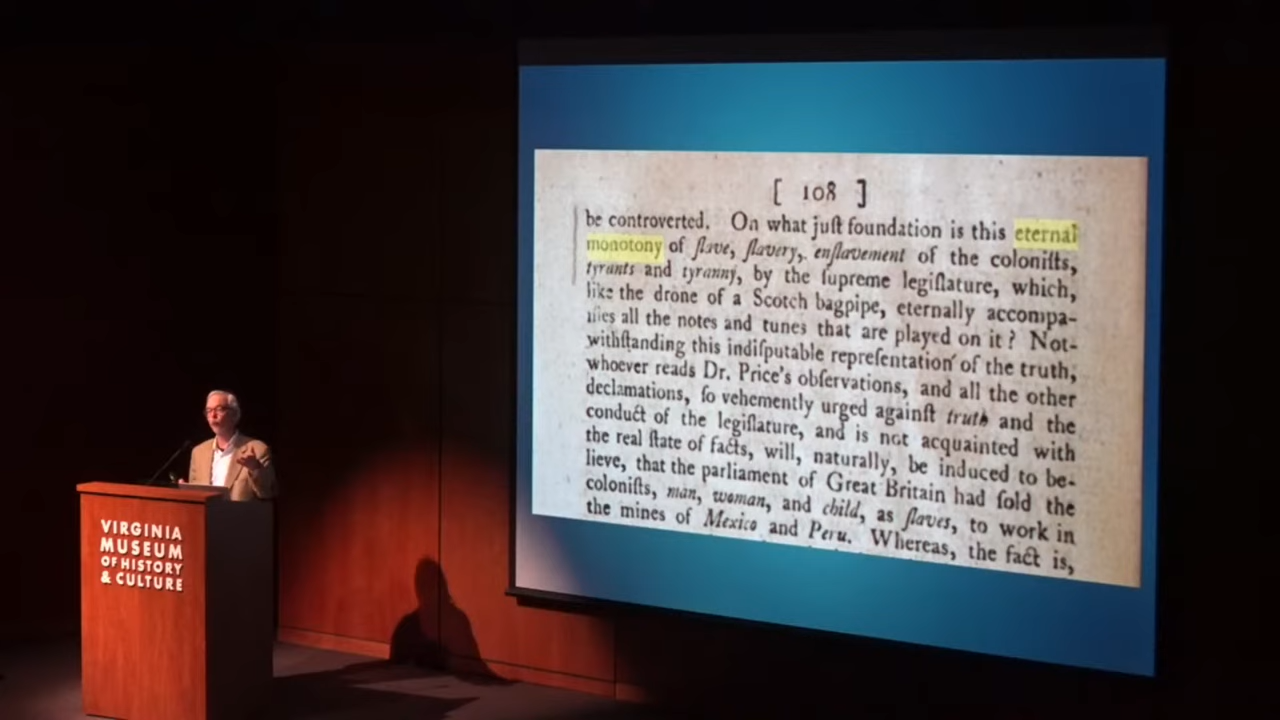 VIRGINIA
MUSEUM
OF HISTORY
& CULTURE
[ 108 ]
be controverted. On what juſt foundation is this eternal
monotony of ſlave, ſlavery, enſlavement of the coloniſts,
tyrants and tyranny, by the ſupreme legiſlature, which,
like the drone of a Scotch bagpipe, eternally accompa-
nies all the notes and tunes that are played on it? Not-
withſtanding this indiſputable repreſentation of the truth,
whoever reads Dr. Price's obſervations, and all the other
declamations, ſo vehemently urged againſt truth and the
conduct of the legiſlature, and is not acquainted with
the real ſtate of facts, will, naturally, be induced to be-
lieve, that the parliament of Great Britain had ſold the
coloniſts, man, woman, and child, as ſlaves, to work in
the mines of Mexico and Peru. Whereas, the fact is,